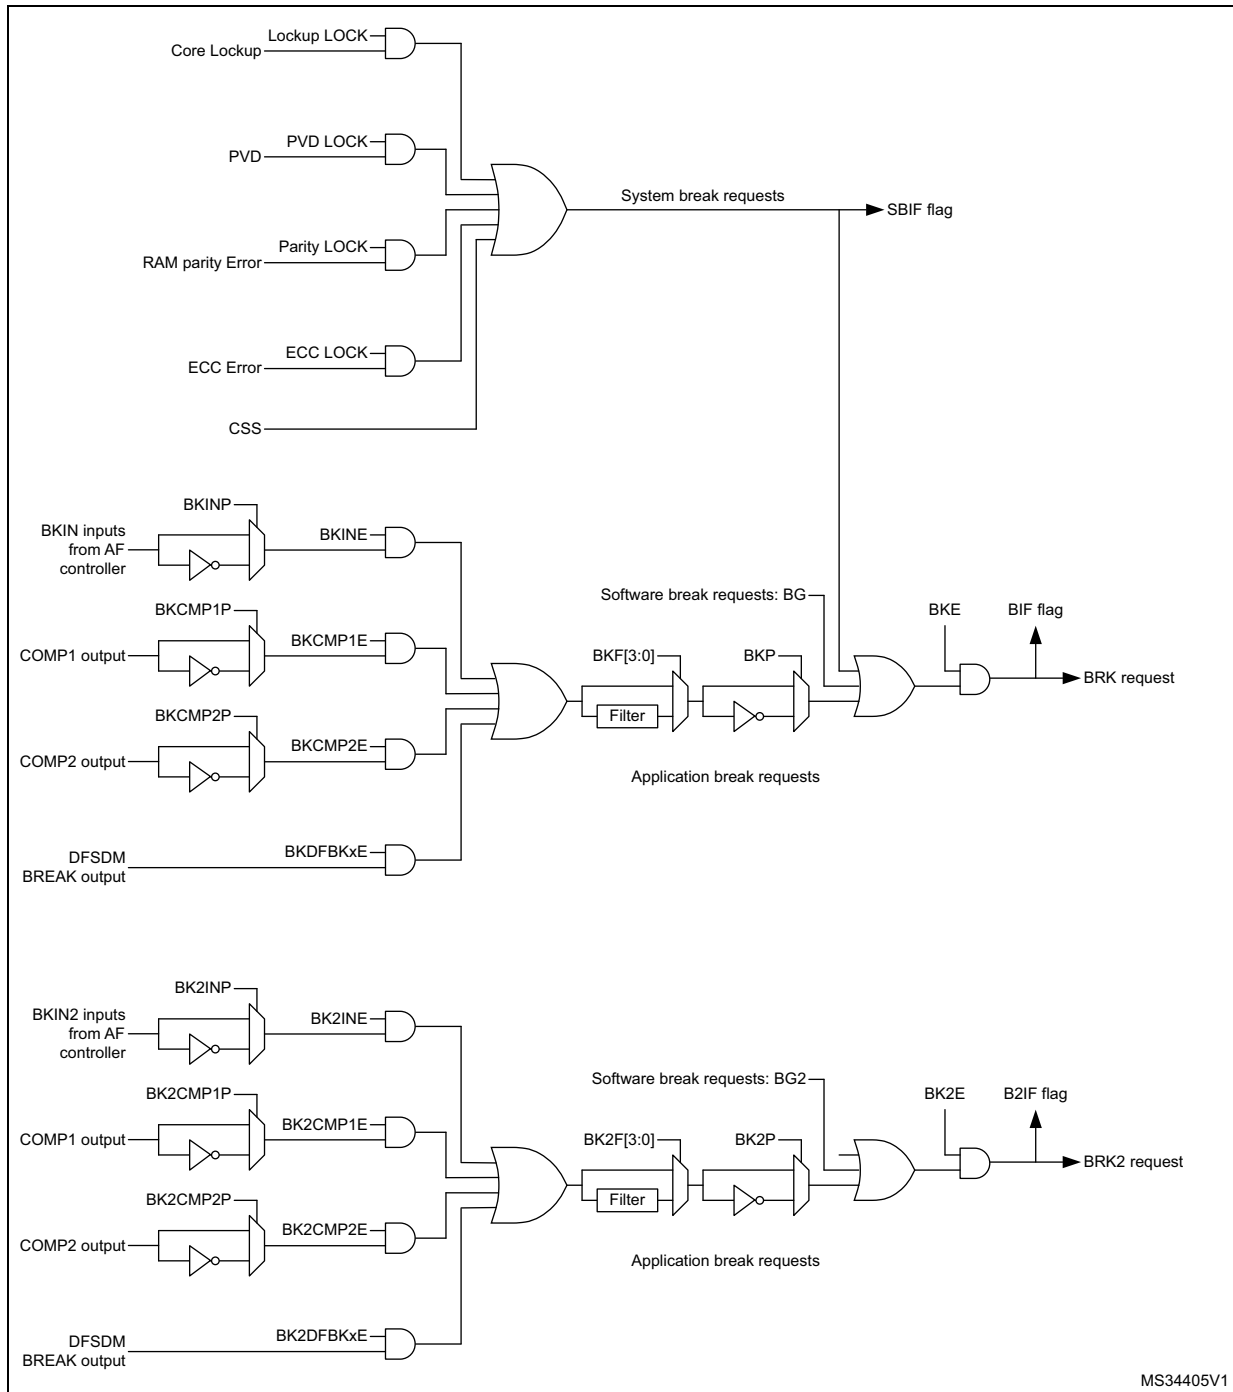 Lockup LOCK
Core Lockup
PVD LOCK
PVD
System break requests
SBIF flag
Parity LOCK
RAM parity Error
ECC LOCK
ECC Error
CSS
BKINP
BKIN inputs
from AF
controller
BKINE
Software break requests: BG
BKE
BIF flag
BKCMP1P
COMP1 output
BKCMP1E
BKF[3:0]
BKP
BRK request
Filter
BKCMP2P
COMP2 output
BKCMP2E
Application break requests
DFSDM
BREAK output
BKDFBKxE
BK2INP
BKIN2 inputs
from AF
controller
BK2INE
Software break requests: BG2
BK2E
B2IF flag
BK2CMP1P
COMP1 output
BK2CMP1E
BK2F[3:0]
BK2P
BRK2 request
Filter
BK2CMP2P
COMP2 output
BK2CMP2E
Application break requests
DFSDM
BREAK output
BK2DFBKxE
MS34405V1